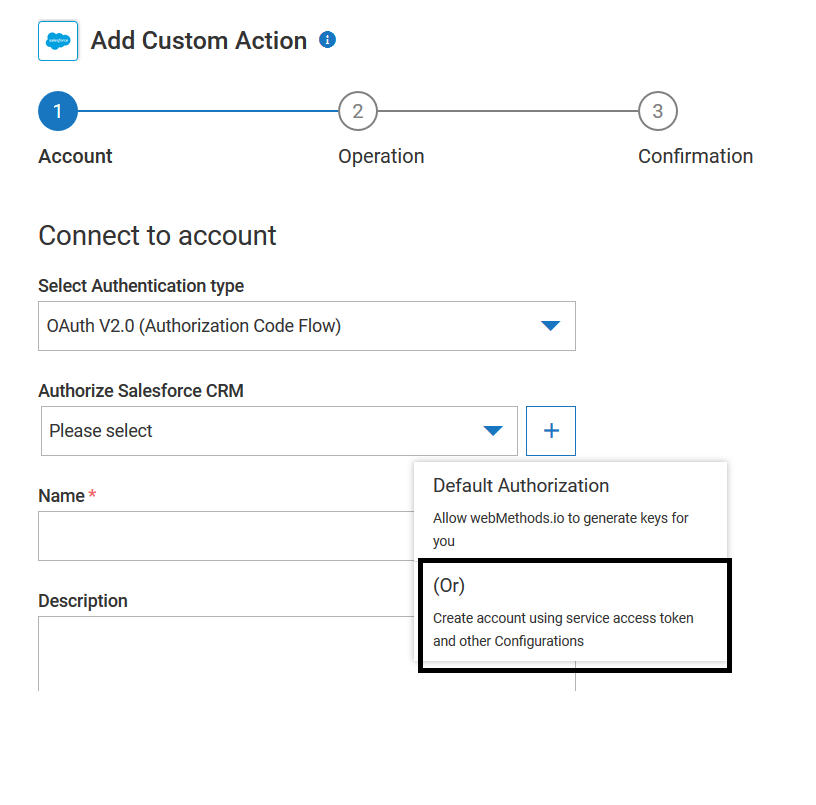 salesforce
Add Custom Action i
1
2
3
Account
Operation
Confirmation
Connect to account
Select Authentication type
OAuth V2.0 (Authorization Code Flow)
Authorize Salesforce CRM
Please select
+
Default Authorization
Allow webMethods.io to generate keys for
you
(Or)
Create account using service access token
and other Configurations
Name *
Description